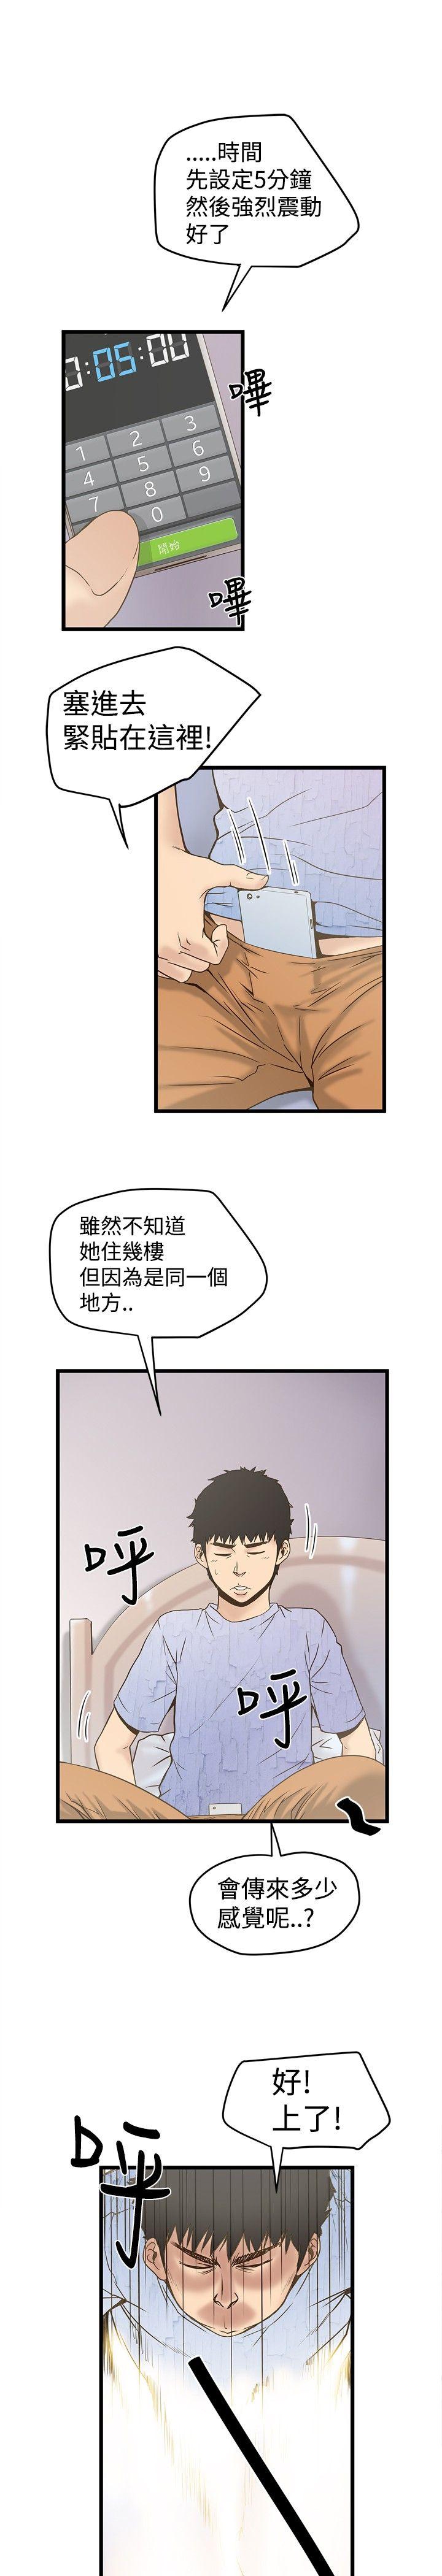 .....時間
先設定5分鐘
然後強烈震動
好了
0:05:00
嗶
1 2 3
4 5 6
7 8 9
0
開始
嗶
塞進去
緊貼在這裡!
雖然不知道
她住幾樓
但因為是同一個
地方..
呼
呼
會傳來多少
感覺呢..?
好!
上了!
呼